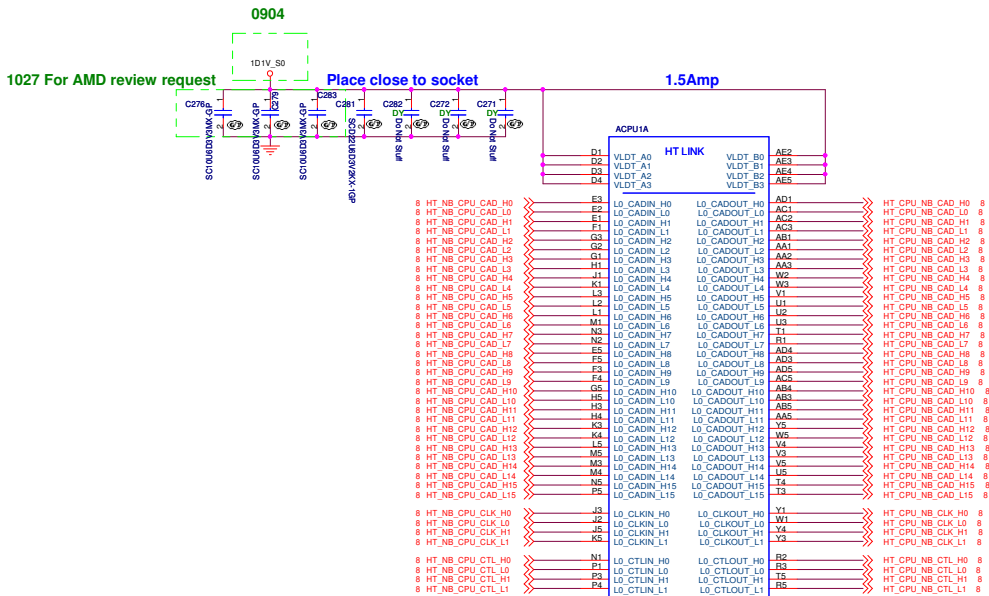 0904
1D1V_S0
1027 For AMD review request
Place close to socket
1.5Amp
C276
C279
C283
C281
C282
C272
C271
DY
DY
DY
SC10U6D3V3MX-GP
SC10U6D3V3MX-GP
SC10U6D3V3MX-GP
SCD22U6D3V2KX-1GP
Do Not Stuff
Do Not Stuff
Do Not Stuff
ACPU1A
HT LINK
D1 VLDT_A0 VLDT_B0 AE2
D2 VLDT_A1 VLDT_B1 AE3
D3 VLDT_A2 VLDT_B2 AE4
D4 VLDT_A3 VLDT_B3 AE5
8 HT_NB_CPU_CAD_H0 E3 L0_CADIN_H0 L0_CADOUT_H0 AD1 HT_CPU_NB_CAD_H0 8
8 HT_NB_CPU_CAD_L0 E2 L0_CADIN_L0 L0_CADOUT_L0 AC1 HT_CPU_NB_CAD_L0 8
8 HT_NB_CPU_CAD_H1 E1 L0_CADIN_H1 L0_CADOUT_H1 AC2 HT_CPU_NB_CAD_H1 8
8 HT_NB_CPU_CAD_L1 F1 L0_CADIN_L1 L0_CADOUT_L1 AC3 HT_CPU_NB_CAD_L1 8
8 HT_NB_CPU_CAD_H2 G3 L0_CADIN_H2 L0_CADOUT_H2 AB1 HT_CPU_NB_CAD_H2 8
8 HT_NB_CPU_CAD_L2 G2 L0_CADIN_L2 L0_CADOUT_L2 AA1 HT_CPU_NB_CAD_L2 8
8 HT_NB_CPU_CAD_H3 G1 L0_CADIN_H3 L0_CADOUT_H3 AA2 HT_CPU_NB_CAD_H3 8
8 HT_NB_CPU_CAD_L3 H1 L0_CADIN_L3 L0_CADOUT_L3 AA3 HT_CPU_NB_CAD_L3 8
8 HT_NB_CPU_CAD_H4 J1 L0_CADIN_H4 L0_CADOUT_H4 W2 HT_CPU_NB_CAD_H4 8
8 HT_NB_CPU_CAD_L4 K1 L0_CADIN_L4 L0_CADOUT_L4 W3 HT_CPU_NB_CAD_L4 8
8 HT_NB_CPU_CAD_H5 L3 L0_CADIN_H5 L0_CADOUT_H5 V1 HT_CPU_NB_CAD_H5 8
8 HT_NB_CPU_CAD_L5 L2 L0_CADIN_L5 L0_CADOUT_L5 U1 HT_CPU_NB_CAD_L5 8
8 HT_NB_CPU_CAD_H6 L1 L0_CADIN_H6 L0_CADOUT_H6 U2 HT_CPU_NB_CAD_H6 8
8 HT_NB_CPU_CAD_L6 M1 L0_CADIN_L6 L0_CADOUT_L6 U3 HT_CPU_NB_CAD_L6 8
8 HT_NB_CPU_CAD_H7 N3 L0_CADIN_H7 L0_CADOUT_H7 T1 HT_CPU_NB_CAD_H7 8
8 HT_NB_CPU_CAD_L7 N2 L0_CADIN_L7 L0_CADOUT_L7 R1 HT_CPU_NB_CAD_L7 8
8 HT_NB_CPU_CAD_H8 E5 L0_CADIN_H8 L0_CADOUT_H8 AD4 HT_CPU_NB_CAD_H8 8
8 HT_NB_CPU_CAD_L8 F5 L0_CADIN_L8 L0_CADOUT_L8 AD3 HT_CPU_NB_CAD_L8 8
8 HT_NB_CPU_CAD_H9 F3 L0_CADIN_H9 L0_CADOUT_H9 AD5 HT_CPU_NB_CAD_H9 8
8 HT_NB_CPU_CAD_L9 F4 L0_CADIN_L9 L0_CADOUT_L9 AC5 HT_CPU_NB_CAD_L9 8
8 HT_NB_CPU_CAD_H10 G5 L0_CADIN_H10 L0_CADOUT_H10 AB4 HT_CPU_NB_CAD_H10 8
8 HT_NB_CPU_CAD_L10 H5 L0_CADIN_L10 L0_CADOUT_L10 AB3 HT_CPU_NB_CAD_L10 8
8 HT_NB_CPU_CAD_H11 H3 L0_CADIN_H11 L0_CADOUT_H11 AB5 HT_CPU_NB_CAD_H11 8
8 HT_NB_CPU_CAD_L11 H4 L0_CADIN_L11 L0_CADOUT_L11 AA5 HT_CPU_NB_CAD_L11 8
8 HT_NB_CPU_CAD_H12 K3 L0_CADIN_H12 L0_CADOUT_H12 Y5 HT_CPU_NB_CAD_H12 8
8 HT_NB_CPU_CAD_L12 K4 L0_CADIN_L12 L0_CADOUT_L12 W5 HT_CPU_NB_CAD_L12 8
8 HT_NB_CPU_CAD_H13 L5 L0_CADIN_H13 L0_CADOUT_H13 V4 HT_CPU_NB_CAD_H13 8
8 HT_NB_CPU_CAD_L13 M5 L0_CADIN_L13 L0_CADOUT_L13 V3 HT_CPU_NB_CAD_L13 8
8 HT_NB_CPU_CAD_H14 M3 L0_CADIN_H14 L0_CADOUT_H14 V5 HT_CPU_NB_CAD_H14 8
8 HT_NB_CPU_CAD_L14 M4 L0_CADIN_L14 L0_CADOUT_L14 U5 HT_CPU_NB_CAD_L14 8
8 HT_NB_CPU_CAD_H15 N5 L0_CADIN_H15 L0_CADOUT_H15 T4 HT_CPU_NB_CAD_H15 8
8 HT_NB_CPU_CAD_L15 P5 L0_CADIN_L15 L0_CADOUT_L15 T3 HT_CPU_NB_CAD_L15 8
8 HT_NB_CPU_CLK_H0 J3 L0_CLKIN_H0 L0_CLKOUT_H0 Y1 HT_CPU_NB_CLK_H0 8
8 HT_NB_CPU_CLK_L0 J2 L0_CLKIN_L0 L0_CLKOUT_L0 W1 HT_CPU_NB_CLK_L0 8
8 HT_NB_CPU_CLK_H1 J5 L0_CLKIN_H1 L0_CLKOUT_H1 Y4 HT_CPU_NB_CLK_H1 8
8 HT_NB_CPU_CLK_L1 K5 L0_CLKIN_L1 L0_CLKOUT_L1 Y3 HT_CPU_NB_CLK_L1 8
8 HT_NB_CPU_CTL_H0 N1 L0_CTLIN_H0 L0_CTLOUT_H0 R2 HT_CPU_NB_CTL_H0 8
8 HT_NB_CPU_CTL_L0 P1 L0_CTLIN_L0 L0_CTLOUT_L0 R3 HT_CPU_NB_CTL_L0 8
8 HT_NB_CPU_CTL_H1 P3 L0_CTLIN_H1 L0_CTLOUT_H1 T5 HT_CPU_NB_CTL_H1 8
8 HT_NB_CPU_CTL_L1 P4 L0_CTLIN_L1 L0_CTLOUT_L1 R5 HT_CPU_NB_CTL_L1 8